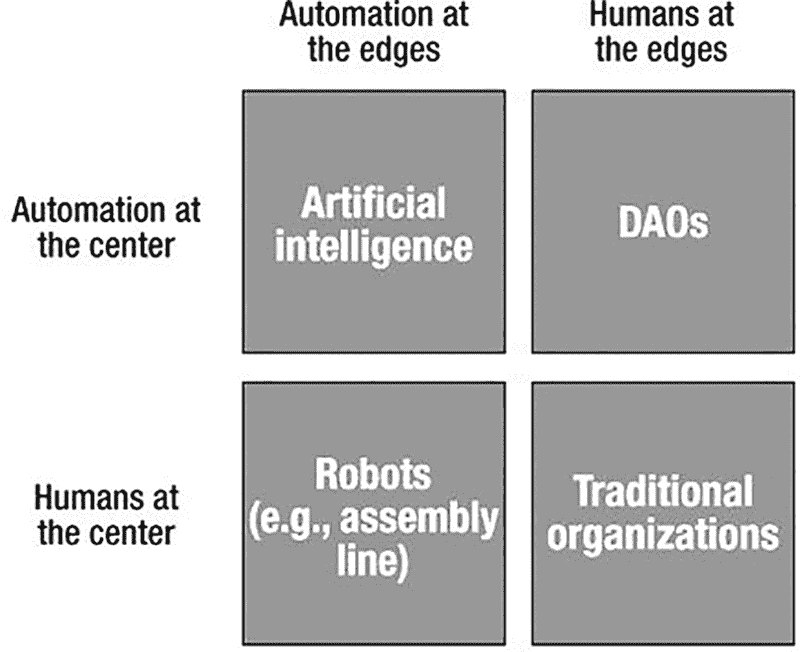 Automation at
the edges
Humans at
the edges
Automation at
the center
Artificial
intelligence
DAOs
Humans at
the center
Robots
(e.g., assembly
line)
Traditional
organizations